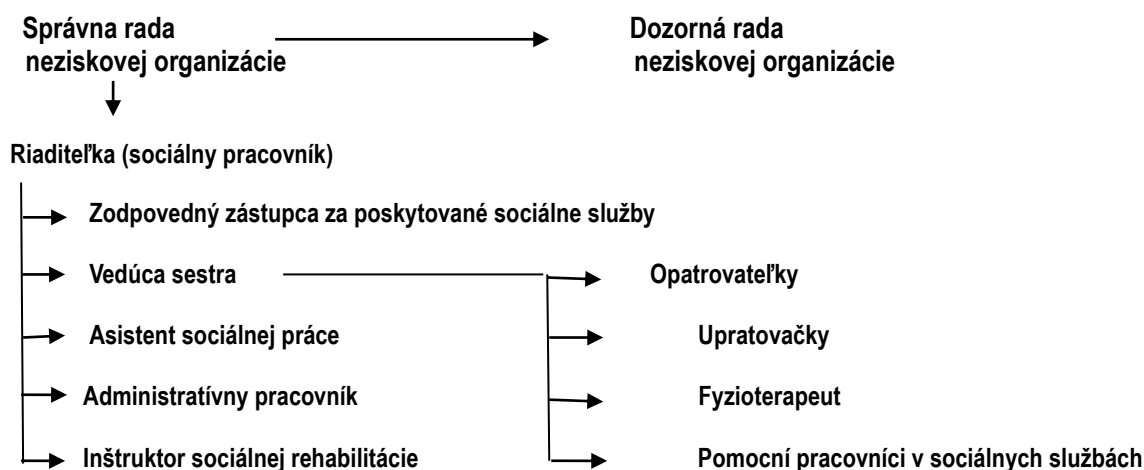 Správna rada
neziskovej organizácie
Dozorná rada
neziskovej organizácie
Riaditeľka (sociálny pracovník)
Zodpovedný zástupca za poskytované sociálne služby
Vedúca sestra
Opatrovateľky
Asistent sociálnej práce
Upratovačky
Administratívny pracovník
Fyzioterapeut
Inštruktor sociálnej rehabilitácie
Pomocní pracovníci v sociálnych službách